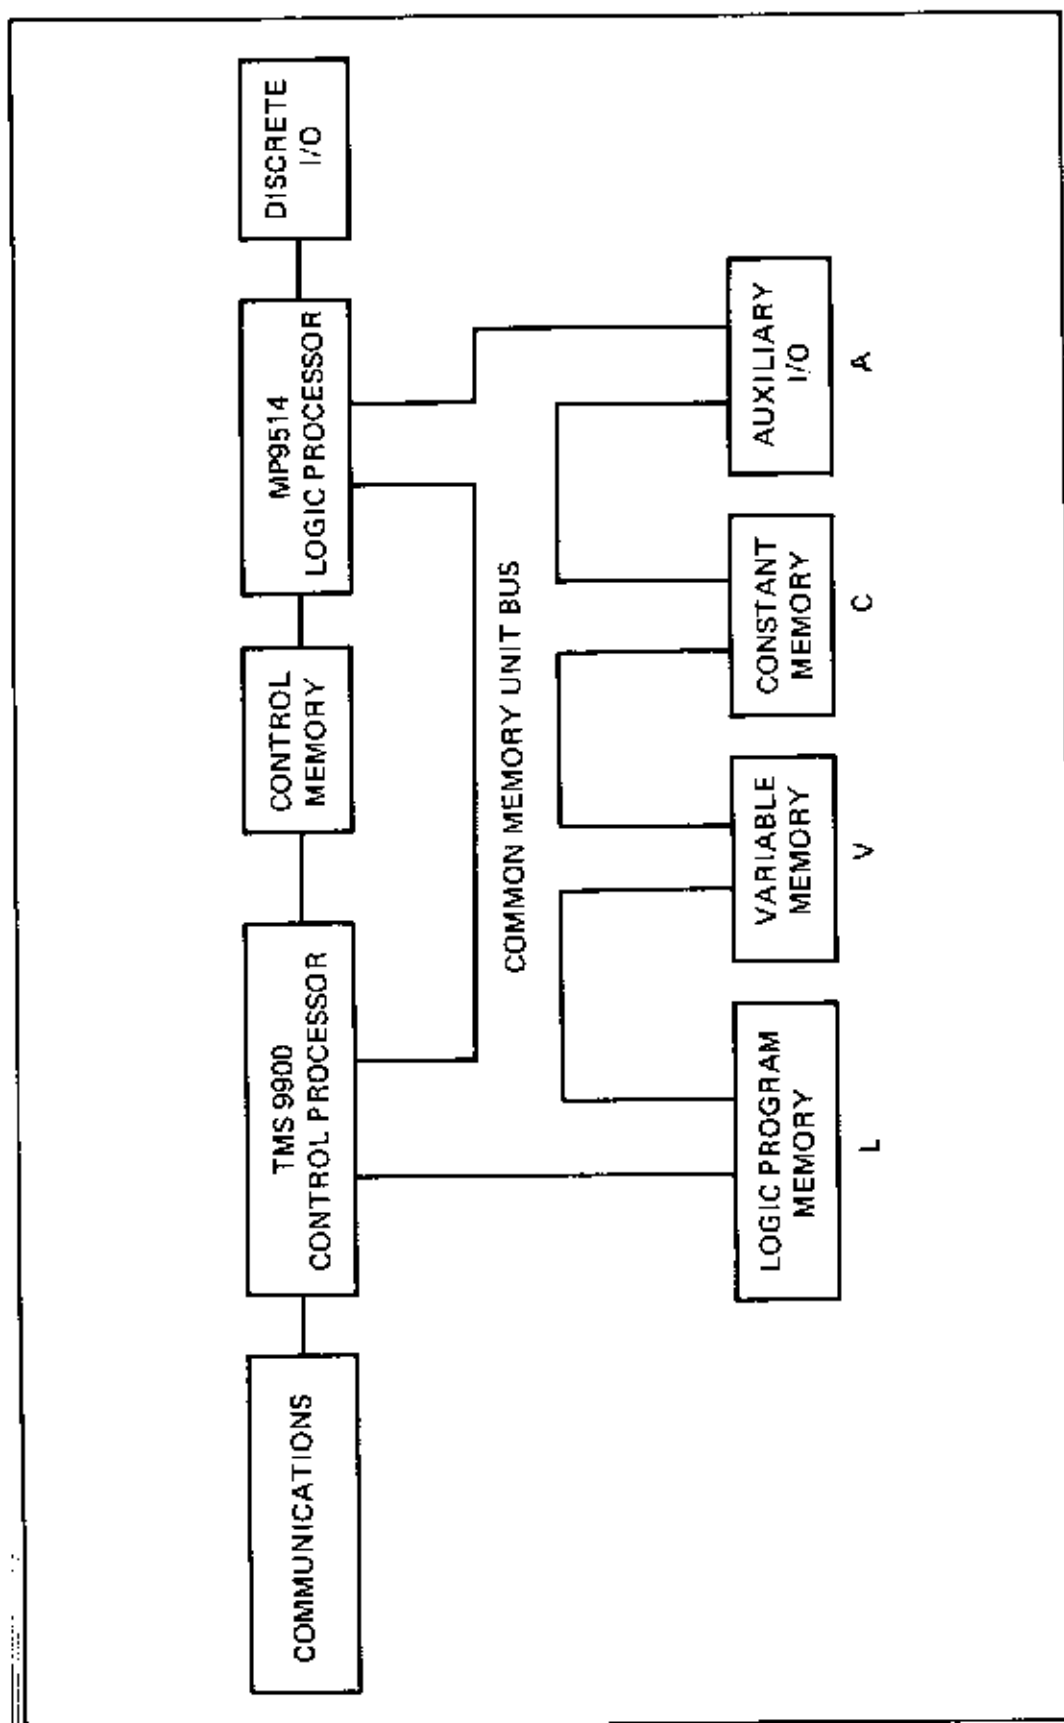 COMMUNICATIONS
TMS 9900
CONTROL PROCESSOR
CONTROL
MEMORY
MP9514
LOGIC PROCESSOR
DISCRETE
I/O
COMMON MEMORY UNIT BUS
LOGIC PROGRAM
MEMORY
VARIABLE
MEMORY
CONSTANT
MEMORY
AUXILIARY
I/O
L
V
C
A